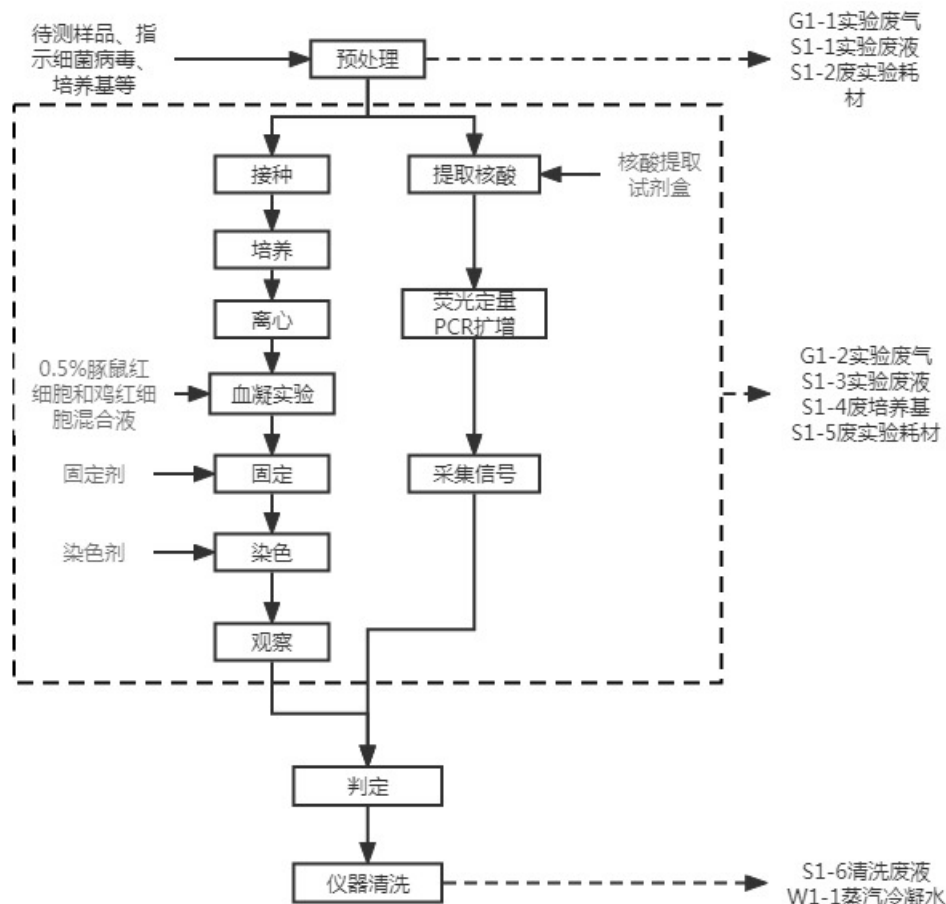 待测样品、指
示细菌病毒、
培养基等
预处理
G1-1实验废气
S1-1实验废液
S1-2废实验耗
材
接种
提取核酸
核酸提取
试剂盒
培养
离心
荧光定量
PCR扩增
0.5%豚鼠红
细胞和鸡红细
胞混合液
血凝实验
G1-2实验废气
S1-3实验废液
S1-4废培养基
S1-5废实验耗材
固定剂
固定
采集信号
染色剂
染色
观察
判定
仪器清洗
S1-6清洗废液
W1-1蒸汽冷凝水